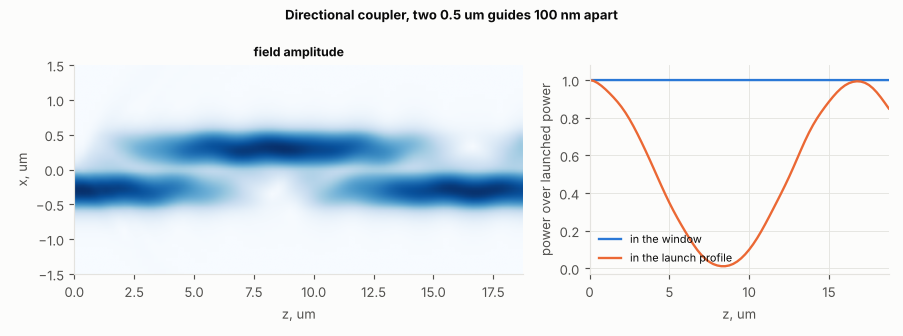 Directional coupler, two 0.5 um guides 100 nm apart
field amplitude
1.5
1.0
0.5
0.0
−0.5
−1.0
−1.5
x, um
0.0 2.5 5.0 7.5 10.0 12.5 15.0 17.5
z, um
power over launched power
1.0
0.8
0.6
0.4
0.2
0.0
in the window
in the launch profile
0 5 10 15
z, um